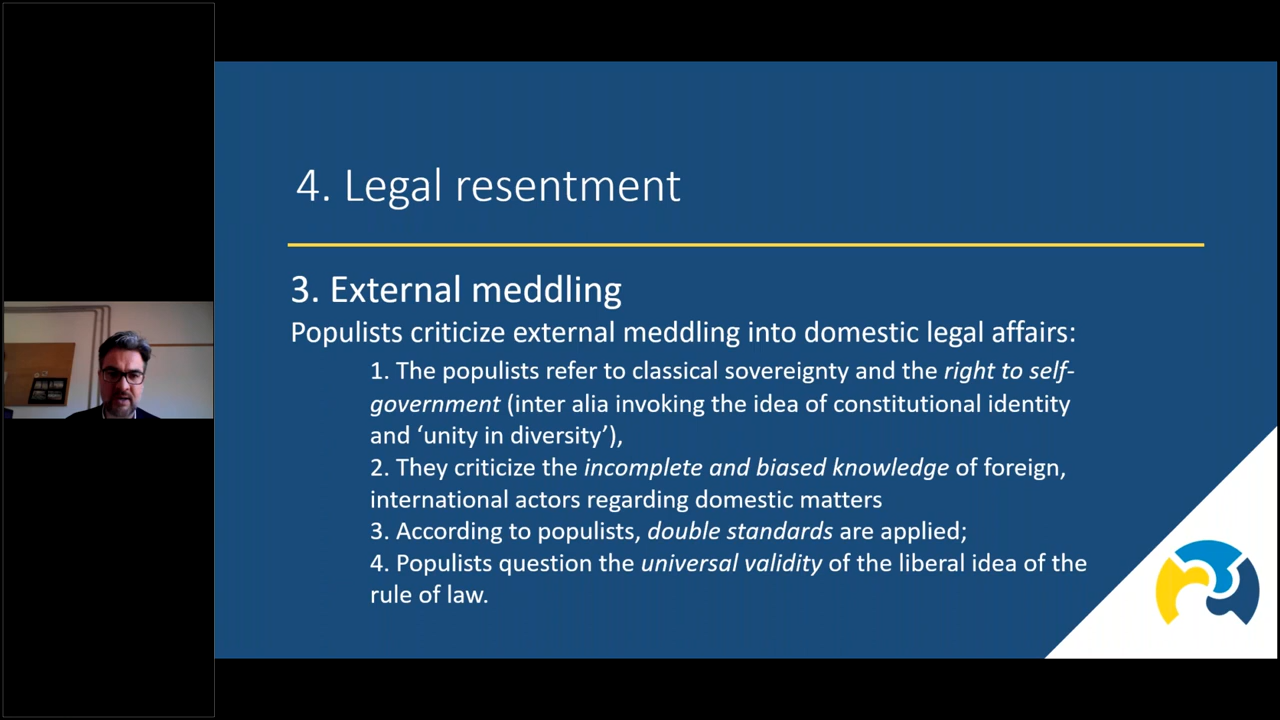 4. Legal resentment
3. External meddling
Populists criticize external meddling into domestic legal affairs:
1. The populists refer to classical sovereignty and the right to self-
government (inter alia invoking the idea of constitutional identity
and ‘unity in diversity’),
2. They criticize the incomplete and biased knowledge of foreign,
international actors regarding domestic matters
3. According to populists, double standards are applied;
4. Populists question the universal validity of the liberal idea of the
rule of law.